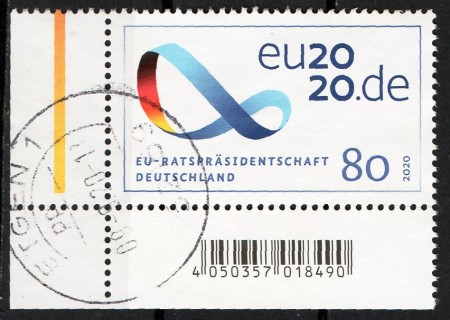 eu20
20.de
EU-RATSPRÄSIDENTSCHAFT
DEUTSCHLAND
80
2020
4 050357 018490